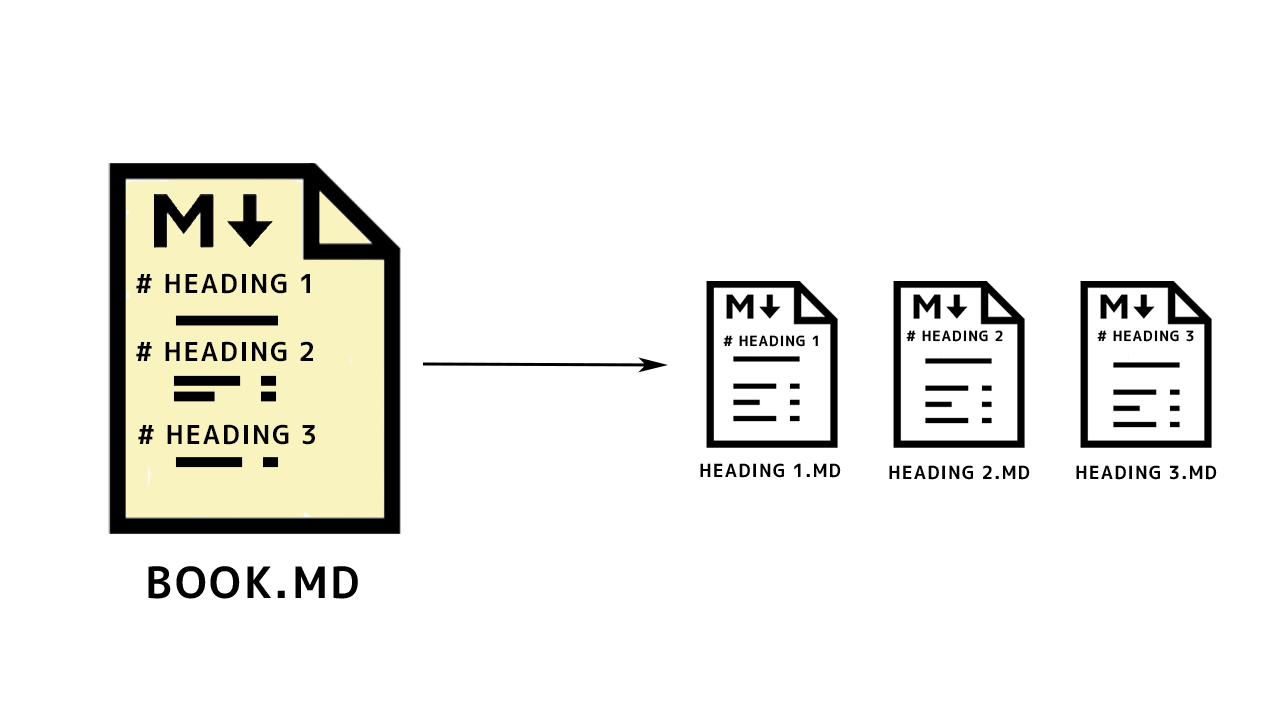 M
# HEADING 1
# HEADING 2
# HEADING 3
BOOK.MD
M
# HEADING 1
HEADING 1.MD
M
# HEADING 2
HEADING 2.MD
M
# HEADING 3
HEADING 3.MD